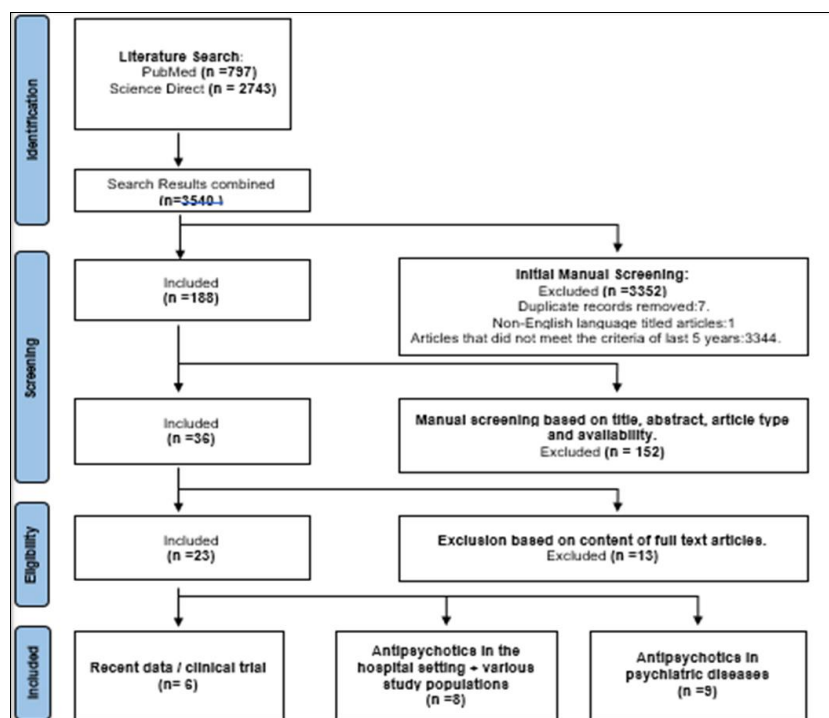 Identification
Literature Search:
PubMed (n =797)
Science Direct (n = 2743)
Search Results combined
(n=3540 )
Screening
Included
(n =188)
Initial Manual Screening:
Excluded (n =3352)
Duplicate records removed:7.
Non-English language titled articles:1
Articles that did not meet the criteria of last 5 years:3344.
Included
(n =36)
Manual screening based on title, abstract, article type
and availability.
Excluded (n = 152)
Eligibility
Included
(n =23)
Exclusion based on content of full text articles.
Excluded (n =13)
Included
Recent data / clinical trial
(n= 6)
Antipsychotics in the
hospital setting + various
study populations
(n =8)
Antipsychotics in
psychiatric diseases
(n =9)